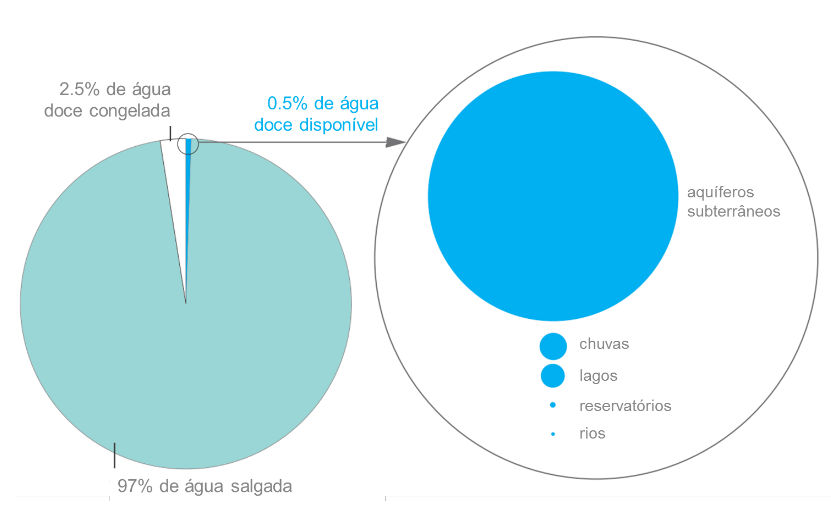 2.5% de água
doce congelada
0.5% de água
doce disponível
aquíferos
subterrâneos
chuvas
lagos
reservatórios
rios
97% de água salgada